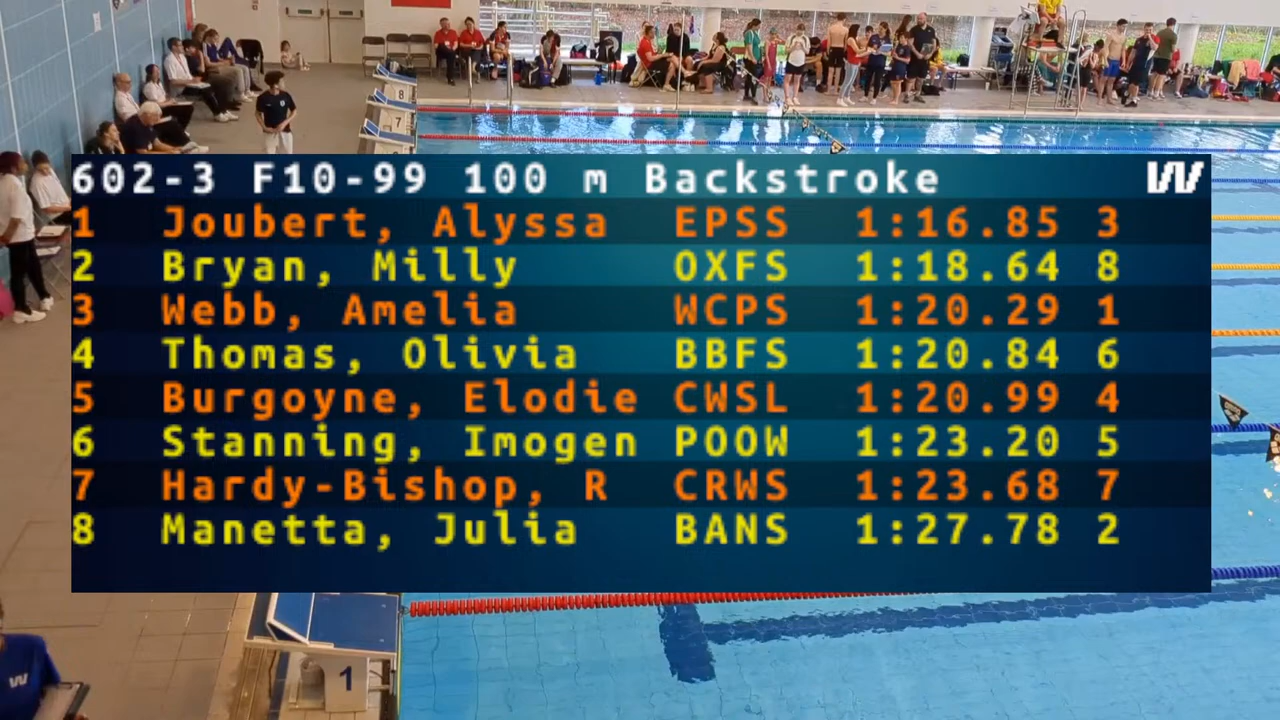 8
7
602-3 F10-99 100 m Backstroke W
1 Joubert, Alyssa EPSS 1:16.85 3
2 Bryan, Milly OXFS 1:18.64 8
3 Webb, Amelia WCPS 1:20.29 1
4 Thomas, Olivia BBFS 1:20.84 6
5 Burgoyne, Elodie CWSL 1:20.99 4
6 Stanning, Imogen POOW 1:23.20 5
7 Hardy-Bishop, R CRWS 1:23.68 7
8 Manetta, Julia BANS 1:27.78 2
1
W